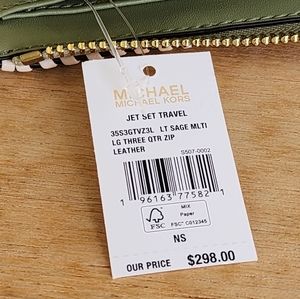 MICHAEL
MICHAEL KORS
JET SET TRAVEL
35S3GTVZ3L LT SAGE MLTI
LG THREE QTR ZIP
LEATHER
S507-0002
1 96163 77582 1
FSC
MIX
Paper
FSC® C012345
NS
OUR PRICE $298.00